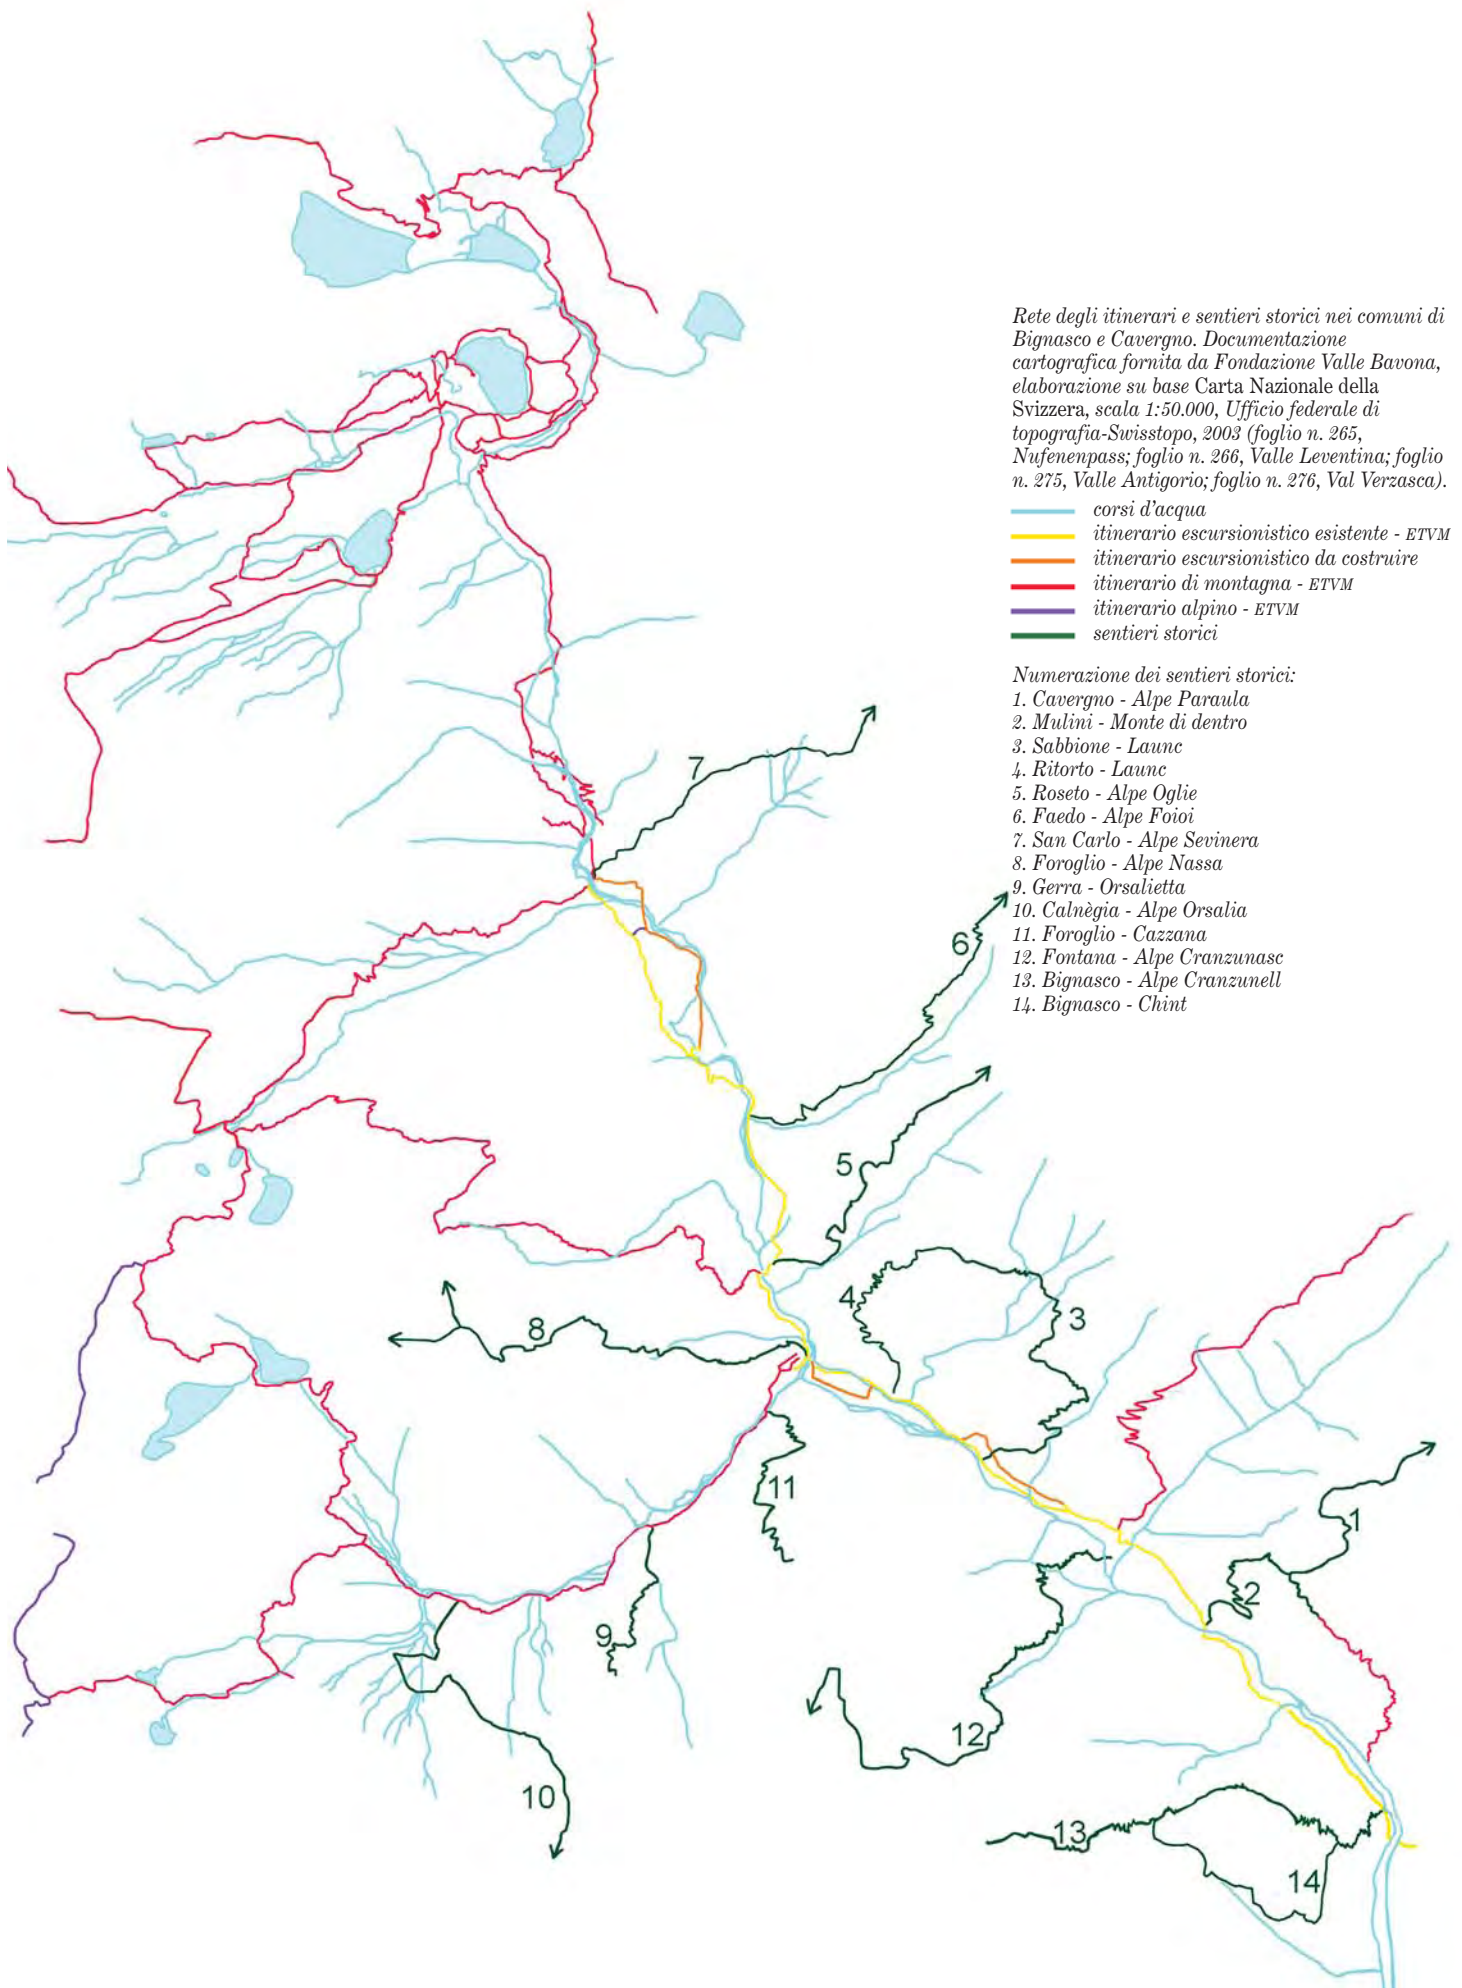 Rete degli itinerari e sentieri storici nei comuni di
Bignasco e Cavergno. Documentazione
cartografica fornita da Fondazione Valle Bavona,
elaborazione su base Carta Nazionale della
Svizzera, scala 1:50.000, Ufficio federale di
topografia-Swisstopo, 2003 (foglio n. 265,
Nufenenpass; foglio n. 266, Valle Leventina; foglio
n. 275, Valle Antigorio; foglio n. 276, Val Verzasca).
corsi d'acqua
itinerario escursionistico esistente - ETVM
itinerario escursionistico da costruire
itinerario di montagna - ETVM
itinerario alpino - ETVM
sentieri storici
Numerazione dei sentieri storici:
1. Cavergno - Alpe Paraula
2. Mulini - Monte di dentro
3. Sabbione - Launc
4. Ritorto - Launc
5. Roseto - Alpe Oglie
6. Faedo - Alpe Foioi
7. San Carlo - Alpe Sevinera
8. Foroglio - Alpe Nassa
9. Gerra - Orsalietta
10. Calnègia - Alpe Orsalia
11. Foroglio - Cazzana
12. Fontana - Alpe Cranzunasc
13. Bignasco - Alpe Cranzunell
14. Bignasco - Chint
7
6
5
4
3
8
11
1
2
9
12
10
13
14